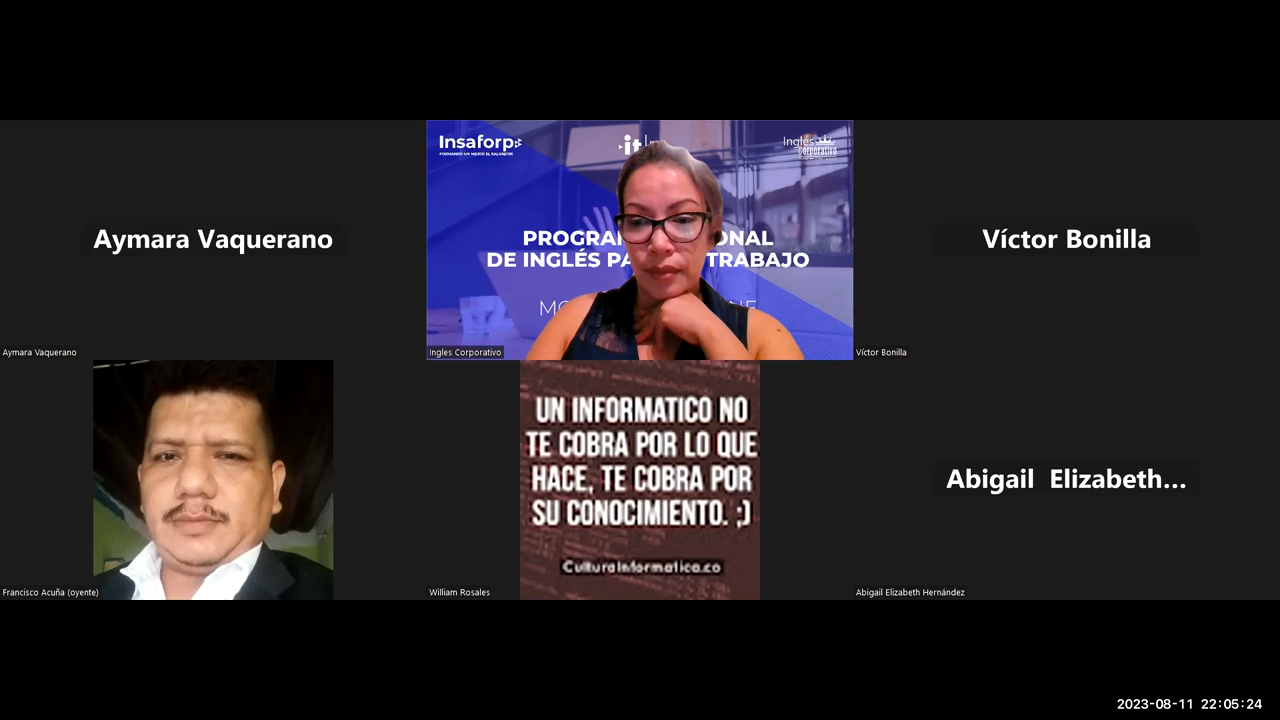 Aymara Vaquerano
Aymara Vaquerano
Insaforp
FORMANDO UN MEJOR EL SALVADOR
it
Inglés
corporativo
DE INGLÉS PA TRABAJO
Ingles Corporativo
Víctor Bonilla
Víctor Bonilla
Francisco Acuña (oyente)
UN INFORMATICO NO
TE COBRA POR LO QUE
HACE, TE COBRA POR
SU CONOCIMIENTO. ;)
CulturaInformatica.co
William Rosales
Abigail Elizabeth...
Abigail Elizabeth Hernández
2023-08-11 22:05:24